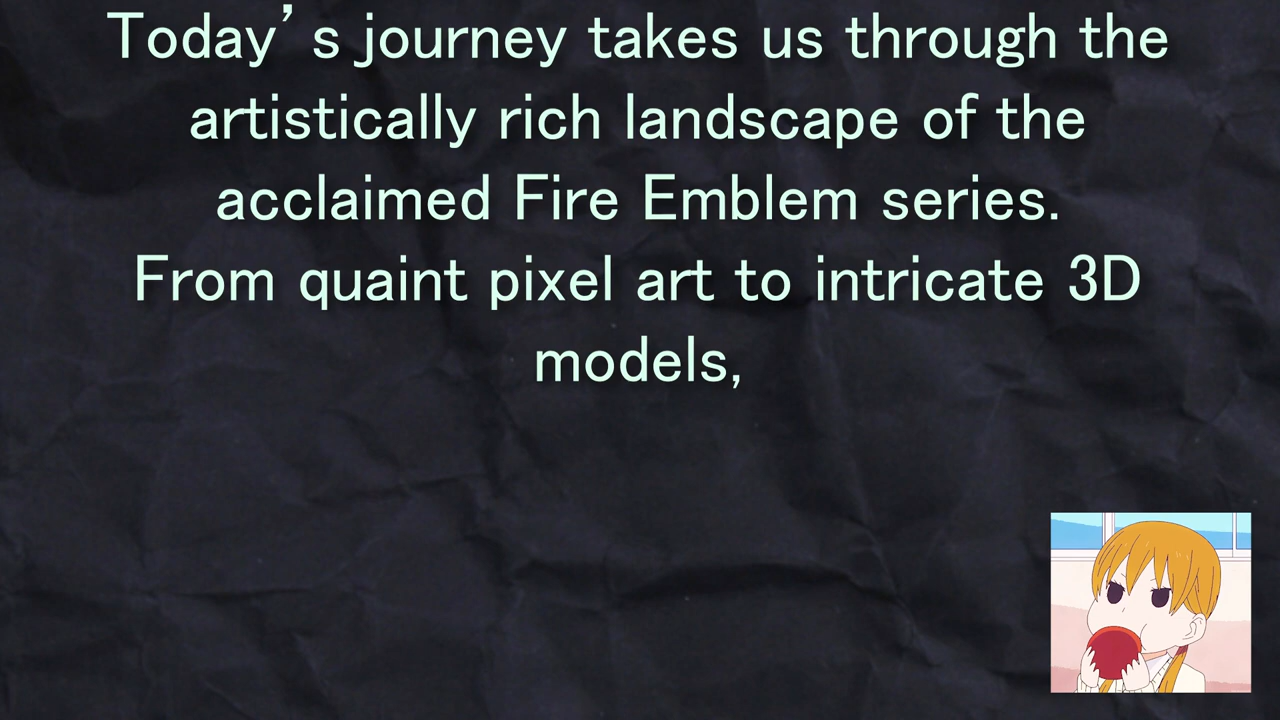 Today’s journey takes us through the
artistically rich landscape of the
acclaimed Fire Emblem series.
From quaint pixel art to intricate 3D
models,